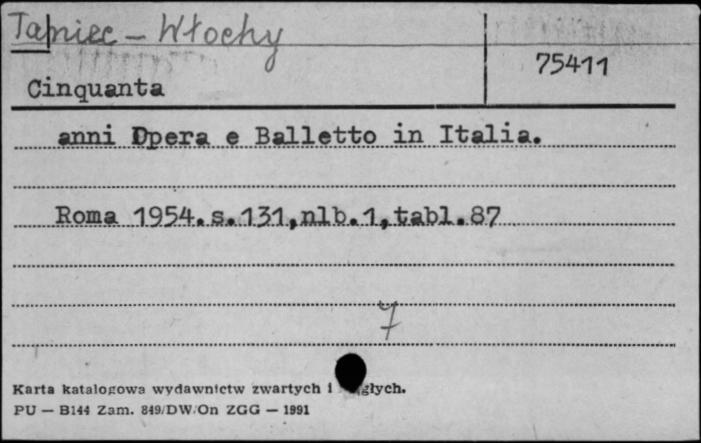 Taniec - Włochy
75411
Cinquanta
anni Opera e Balletto in Italia.
Roma 1954.s.131,nlb.1,tabl.87
7
Karta katalogowa wydawnictw zwartych i głych.
PU — B144 Zam. 849/DW/On ZGG — 1991